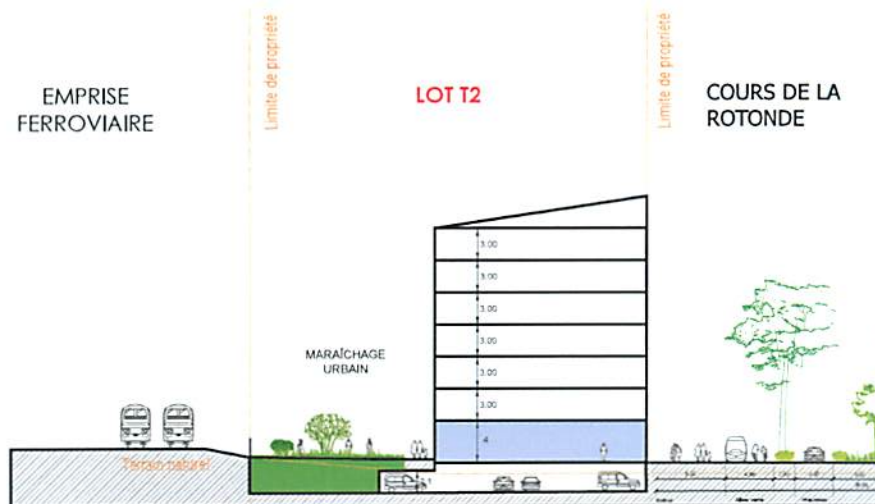 EMPRISE
FERROVIAIRE
Limite de propriété
LOT T2
Limite de propriété
COURS DE LA
ROTONDE
3.00
3.00
3.00
3.00
3.00
3.00
MARAÎCHAGE
URBAIN
4
Terrain naturel